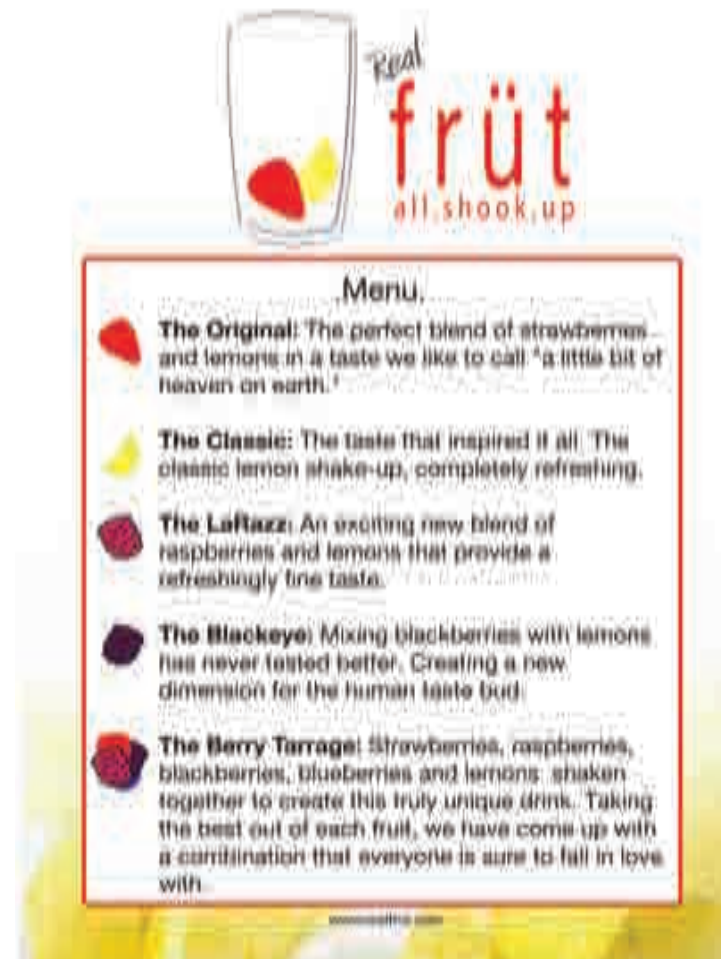 Real
früt
all.shook.up
Menu
The Original: The perfect blend of strawberries
and lemons in a taste we like to call "a little bit of
heaven on earth."
The Classic: The taste that inspired it all. The
classic lemon shake-up, completely refreshing.
The LaRazz: An exciting new blend of
raspberries and lemons that provide a
refreshingly fine taste.
The Blackeye: Mixing blackberries with lemons
has never tasted better. Creating a new
dimension for the human taste bud.
The Berry Tarrage: Strawberries, raspberries,
blackberries, blueberries and lemons shaken
together to create this truly unique drink. Taking
the best out of each fruit, we have come up with
a combination that everyone is sure to fall in love
with.